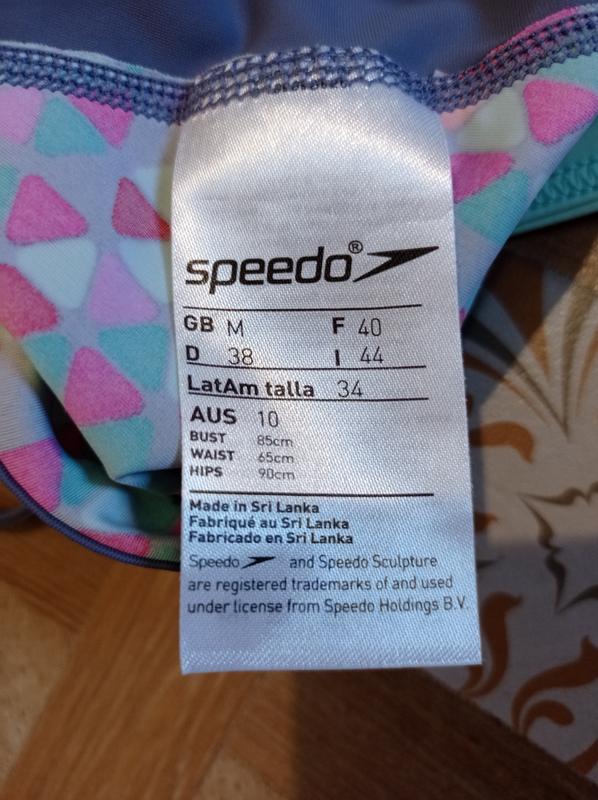 speedo®
GB M F 40
D 38 I 44
LatAm talla 34
AUS 10
BUST 85cm
WAIST 65cm
HIPS 90cm
Made in Sri Lanka
Fabriqué au Sri Lanka
Fabricado en Sri Lanka
Speedo and Speedo Sculpture
are registered trademarks of and used
under license from Speedo Holdings B.V.